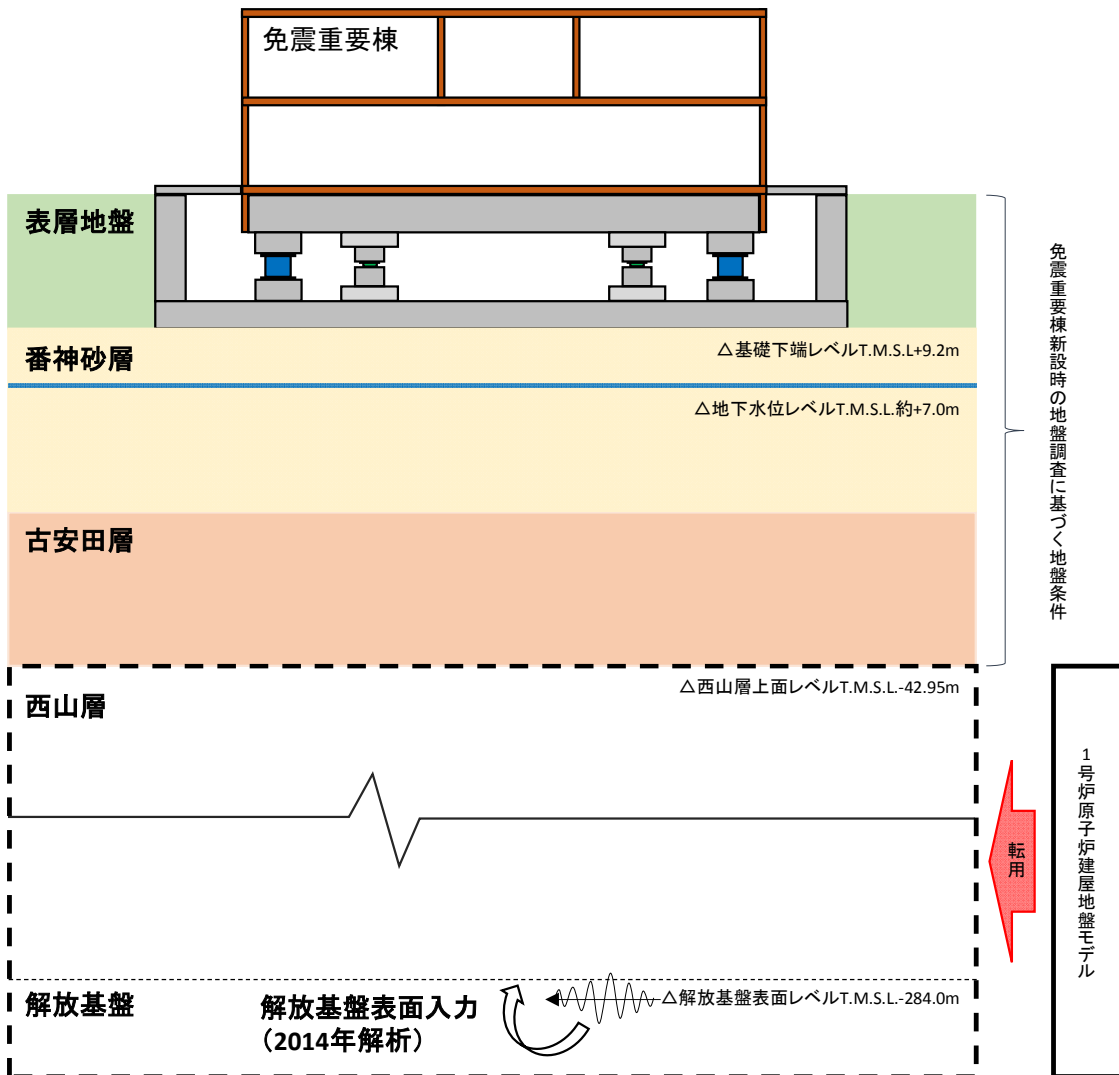 免震重要棟
表層地盤
番神砂層
△基礎下端レベルT.M.S.L+9.2m
△地下水位レベルT.M.S.L.約+7.0m
古安田層
免震重要棟新設時の地盤調査に基づく地盤条件
西山層
△西山層上面レベルT.M.S.L.-42.95m
転用
1号炉原子炉建屋地盤モデル
解放基盤
解放基盤表面入力
（2014年解析）
△解放基盤表面レベルT.M.S.L.-284.0m